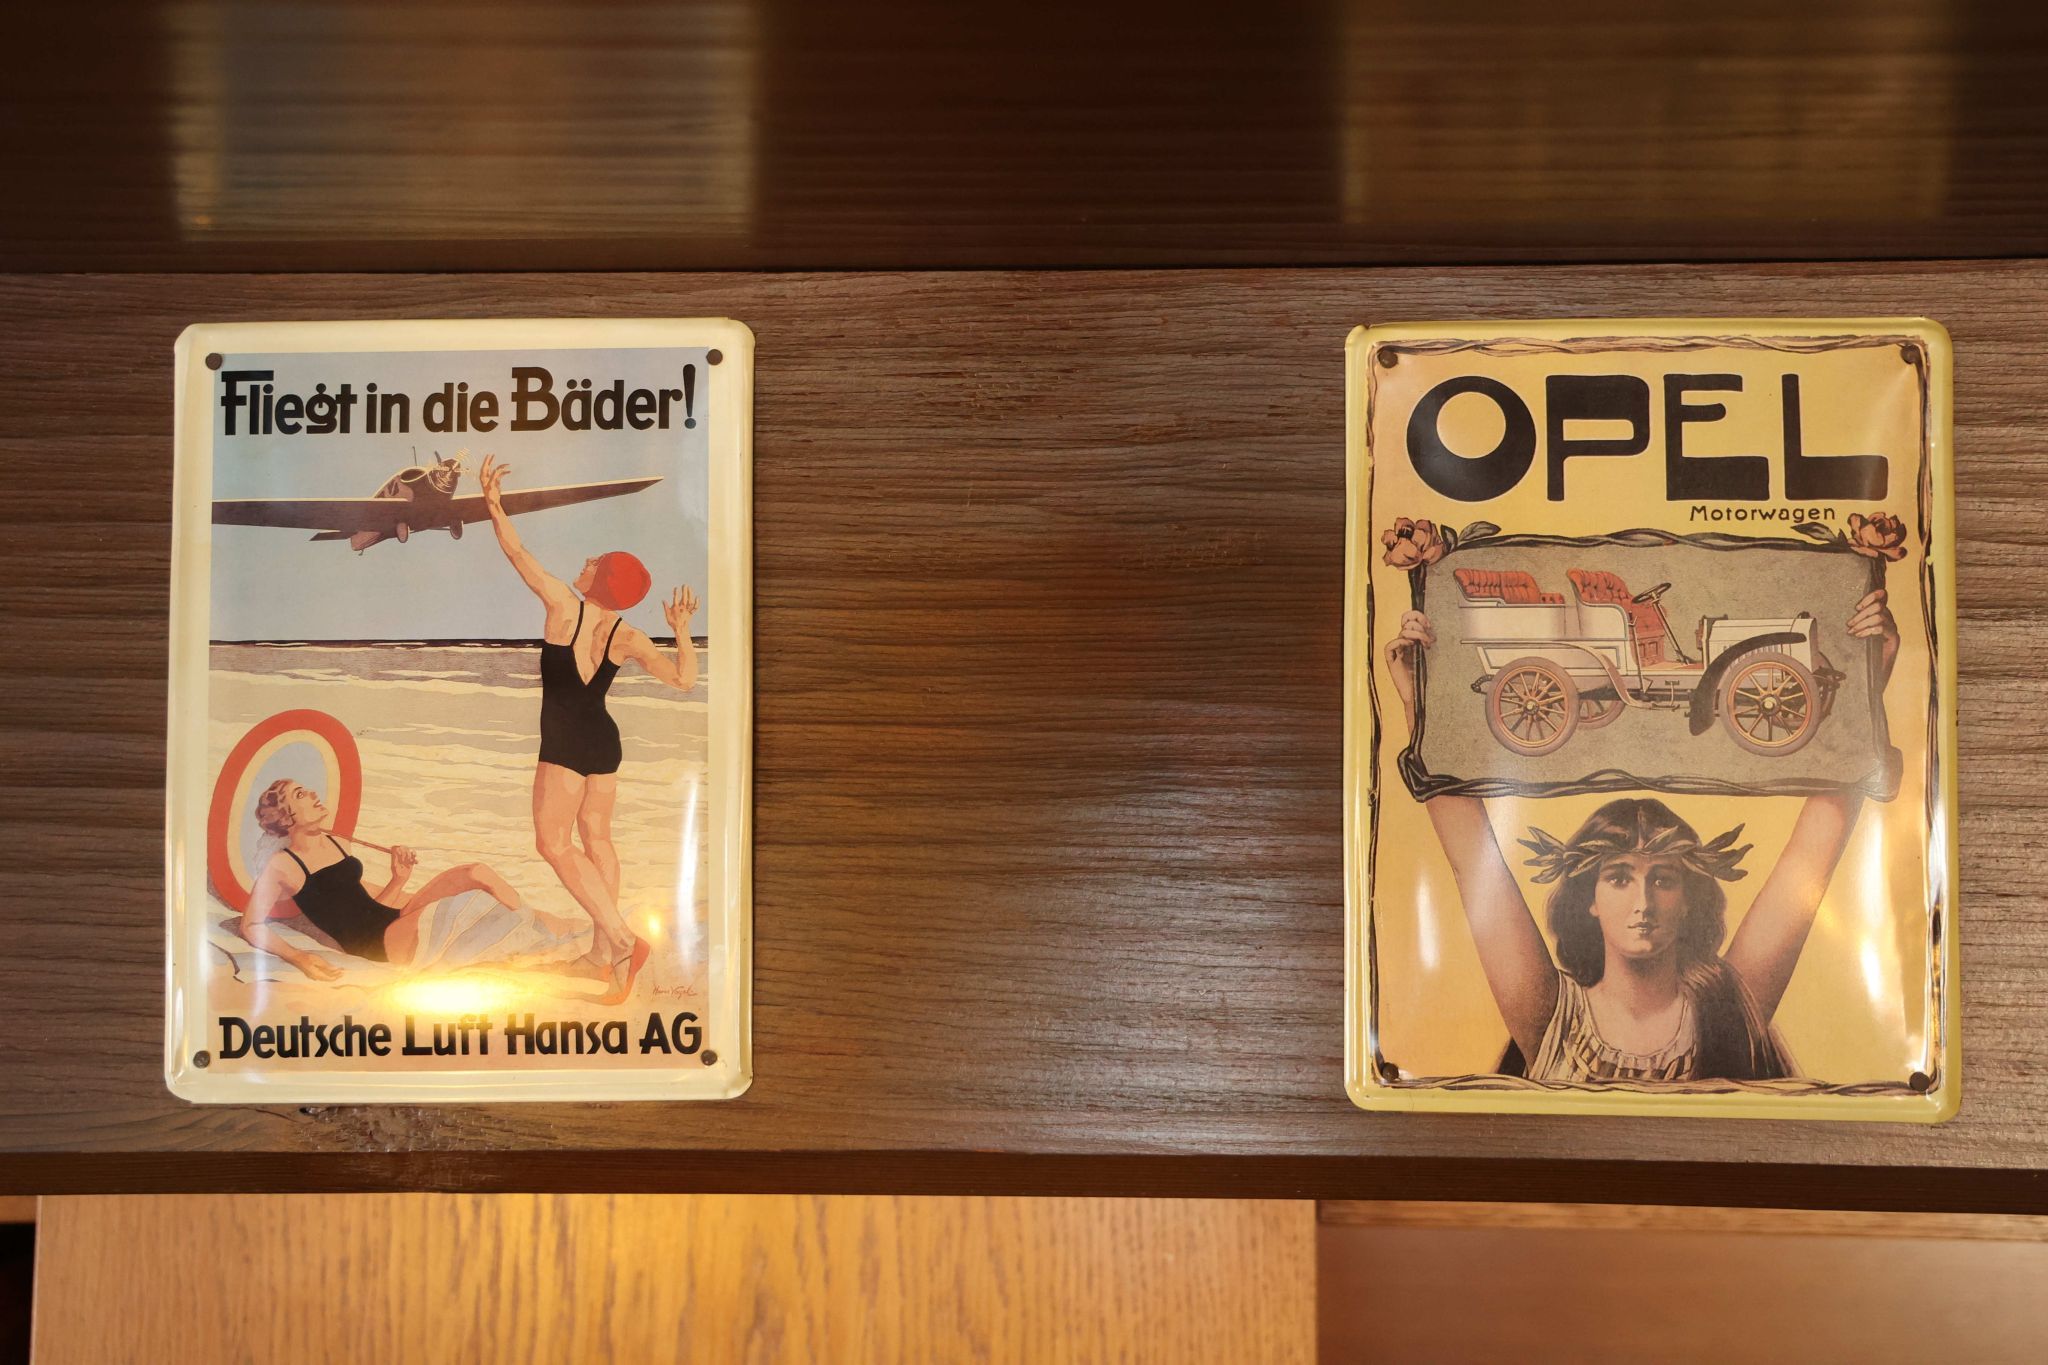 Fliegt in die Bäder!
Deutsche Luft Hansa AG
OPEL
Motorwagen